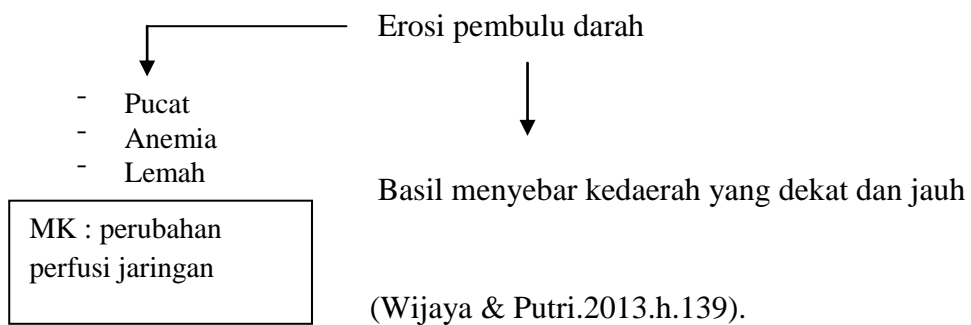 Erosi pembulu darah
- Pucat
- Anemia
- Lemah
Basil menyebar kedaerah yang dekat dan jauh
MK : perubahan
perfusi jaringan
(Wijaya & Putri.2013.h.139).